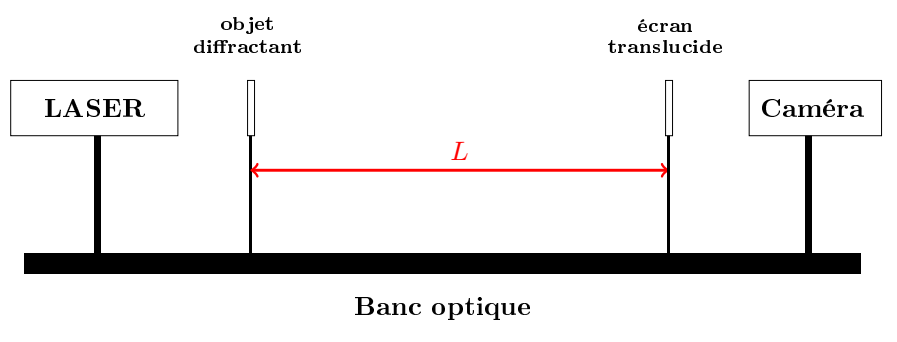 objet
diffractant
écran
translucide
LASER
Caméra
L
Banc optique